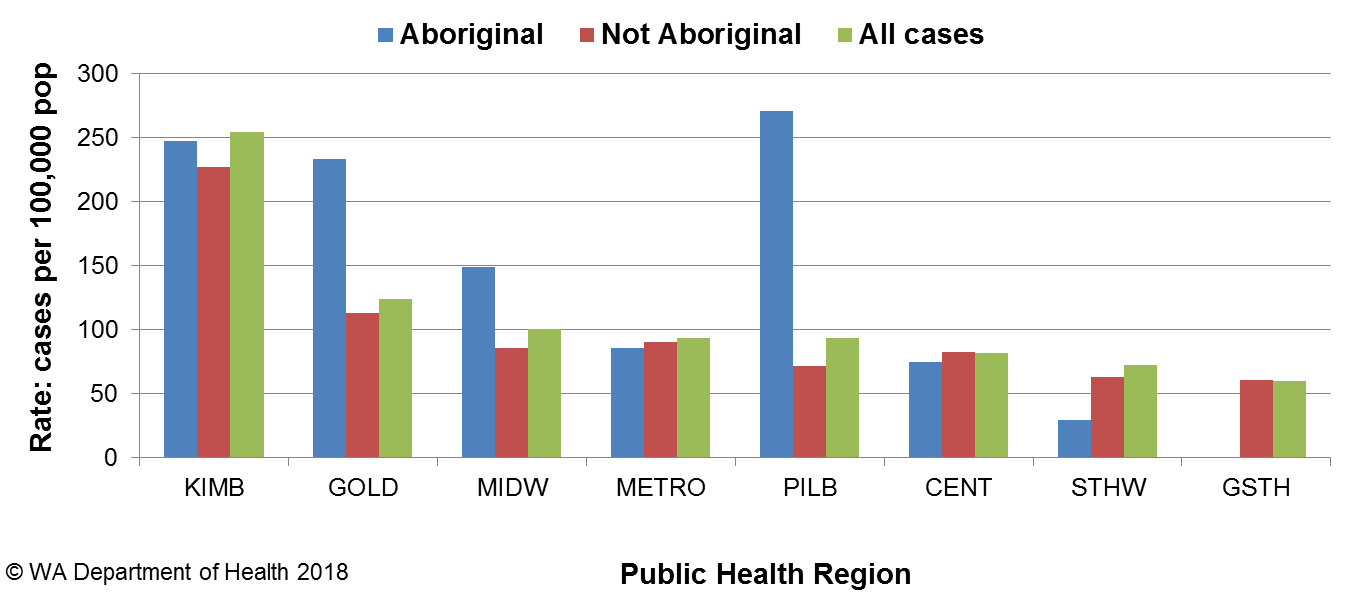 Aboriginal Not Aboriginal All cases
Rate: cases per 100,000 pop
300
250
200
150
100
50
0
KIMB GOLD MIDW METRO PILB CENT STHW GSTH
© WA Department of Health 2018
Public Health Region